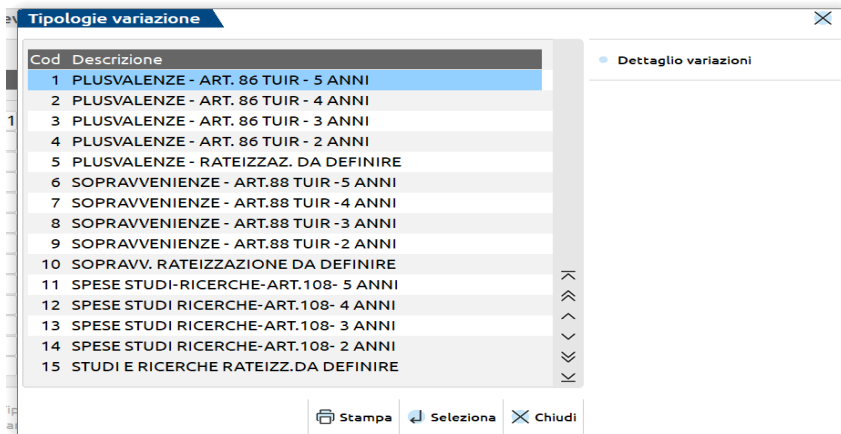 Tipologie variazione
Cod Descrizione
1 PLUSVALENZE - ART. 86 TUIR - 5 ANNI
2 PLUSVALENZE - ART. 86 TUIR - 4 ANNI
3 PLUSVALENZE - ART. 86 TUIR - 3 ANNI
4 PLUSVALENZE - ART. 86 TUIR - 2 ANNI
5 PLUSVALENZE - RATEIZZAZ. DA DEFINIRE
6 SOPRAVVENIENZE - ART.88 TUIR -5 ANNI
7 SOPRAVVENIENZE - ART.88 TUIR -4 ANNI
8 SOPRAVVENIENZE - ART.88 TUIR -3 ANNI
9 SOPRAVVENIENZE - ART.88 TUIR -2 ANNI
10 SOPRAVV. RATEIZZAZIONE DA DEFINIRE
11 SPESE STUDI-RICERCHE-ART.108- 5 ANNI
12 SPESE STUDI RICERCHE-ART.108- 4 ANNI
13 SPESE STUDI RICERCHE-ART.108- 3 ANNI
14 SPESE STUDI RICERCHE-ART.108- 2 ANNI
15 STUDI E RICERCHE RATEIZZ.DA DEFINIRE
Dettaglio variazioni
1
Stampa Seleziona Chiudi